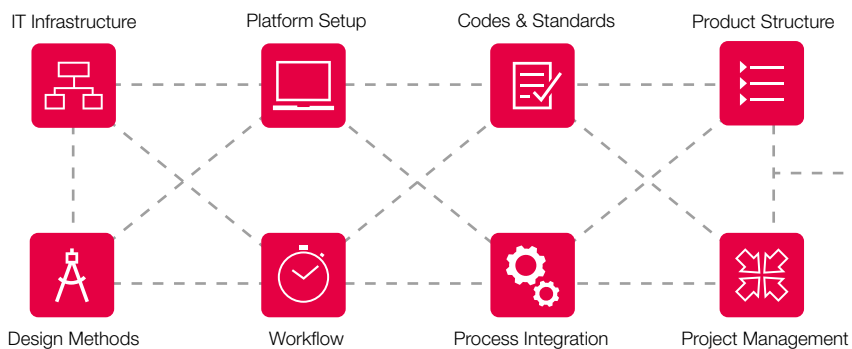 IT Infrastructure
Platform Setup
Codes & Standards
Product Structure
Design Methods
Workflow
Process Integration
Project Management